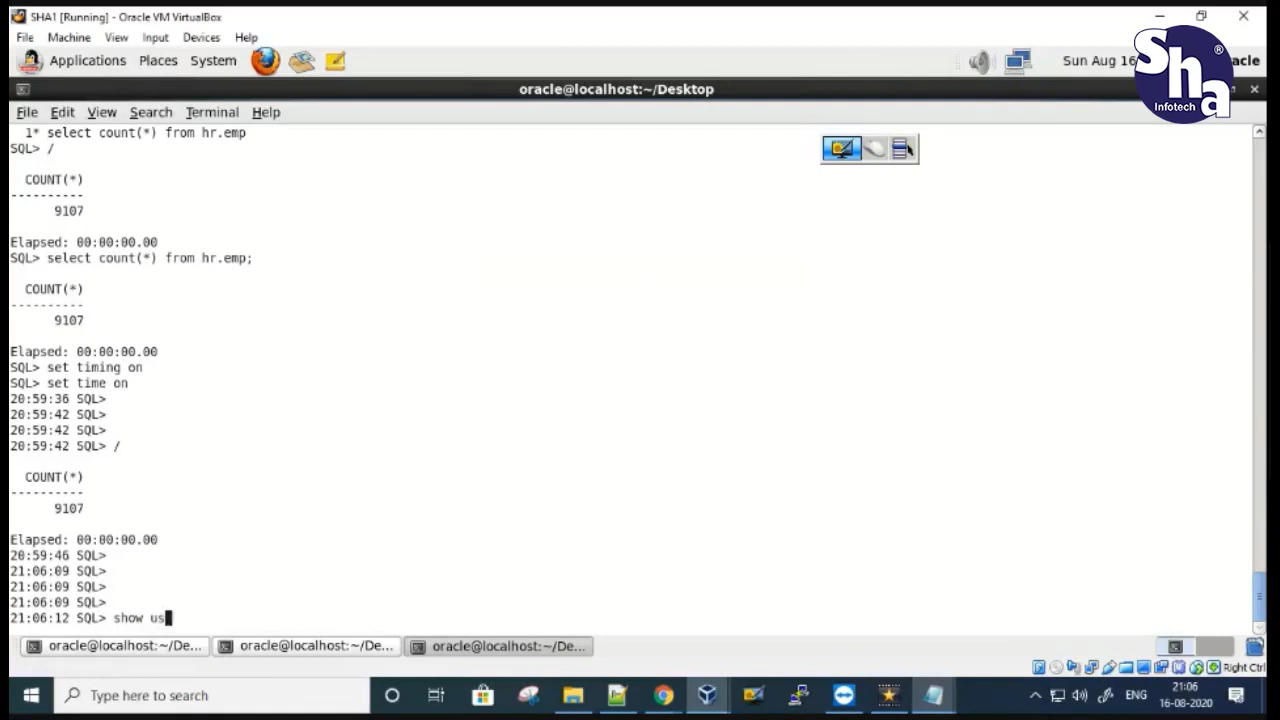 SHA1 [Running] - Oracle VM VirtualBox
File Machine View Input Devices Help
Applications Places System
Sun Aug 16
acle
Sha ®
Infotech
oracle@localhost:~/Desktop
File Edit View Search Terminal Help
1* select count(*) from hr.emp
SQL> /
COUNT(*)
----------
9107
Elapsed: 00:00:00.00
SQL> select count(*) from hr.emp;
COUNT(*)
----------
9107
Elapsed: 00:00:00.00
SQL> set timing on
SQL> set time on
20:59:36 SQL>
20:59:42 SQL>
20:59:42 SQL>
20:59:42 SQL> /
COUNT(*)
----------
9107
Elapsed: 00:00:00.00
20:59:46 SQL>
21:06:09 SQL>
21:06:09 SQL>
21:06:09 SQL>
21:06:12 SQL> show us
oracle@localhost:~/De... oracle@localhost:~/De... oracle@localhost:~/De...
Right Ctrl
Type here to search
ENG
21:06
16-08-2020